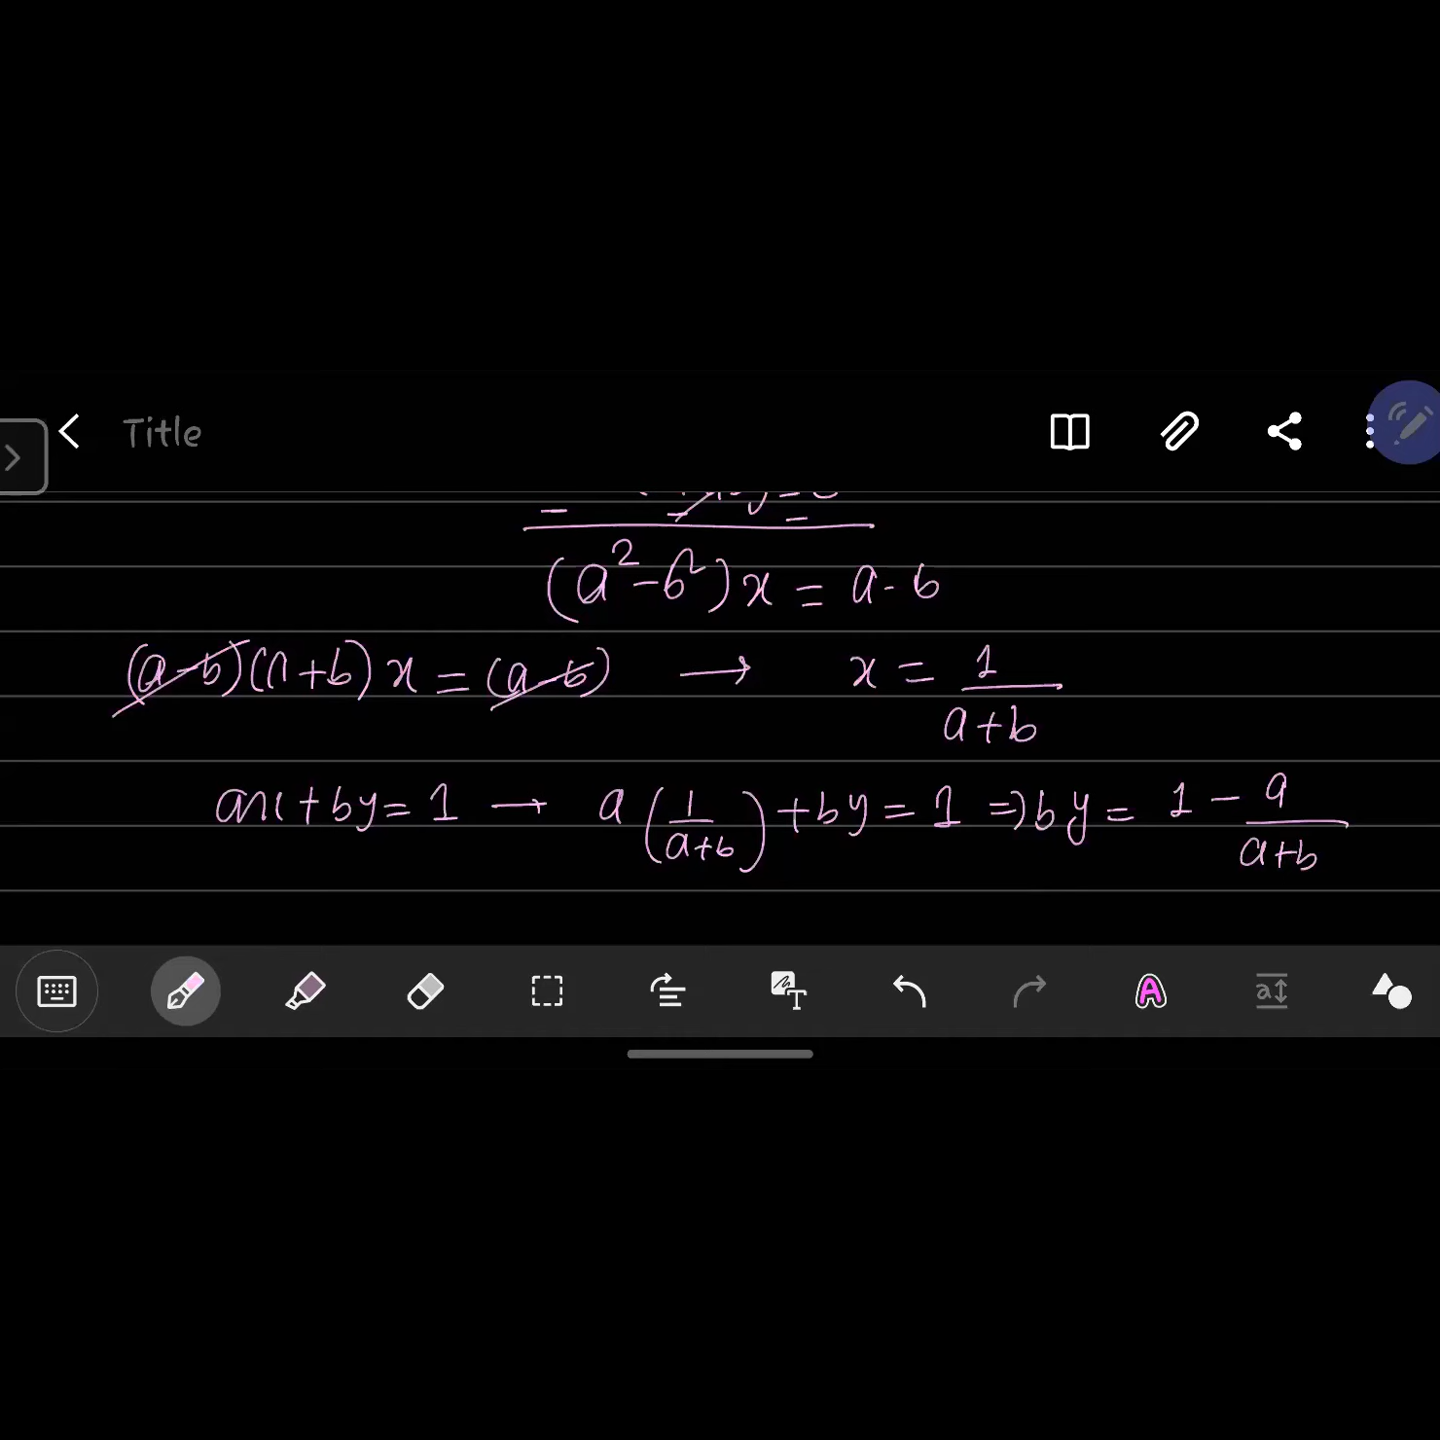 Title
(a²-b²)x = a-b
(a-b)(a+b)x = (a-b) → x = 1/(a+b)
ax+by=1 → a(1/(a+b))+by=1 ⇒ by = 1 - a/(a+b)
A
a
T